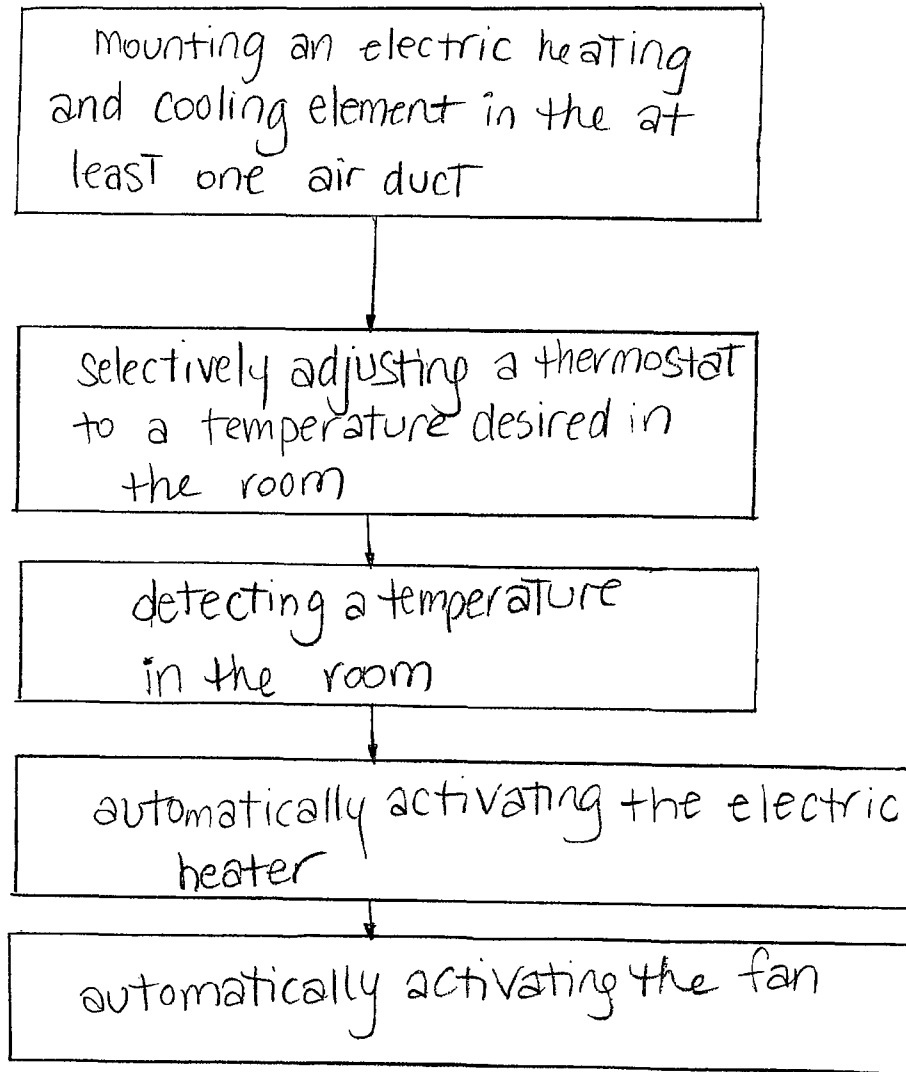 mounting an electric heating
and cooling element in the at
least one air duct
selectively adjusting a thermostat
to a temperature desired in
the room
detecting a temperature
in the room
automatically activating the electric
heater
automatically activating the fan